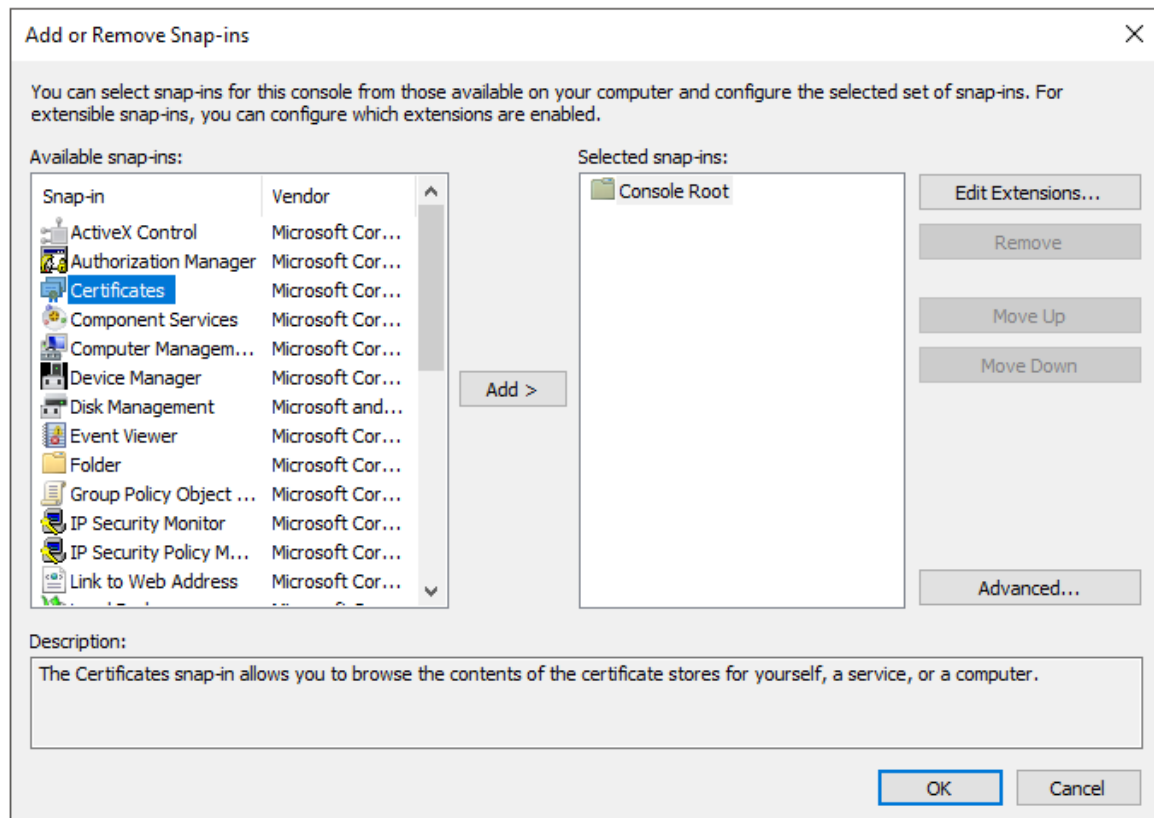 Add or Remove Snap-ins
You can select snap-ins for this console from those available on your computer and configure the selected set of snap-ins. For
extensible snap-ins, you can configure which extensions are enabled.
Available snap-ins:
Snap-in Vendor
ActiveX Control Microsoft Cor...
Authorization Manager Microsoft Cor...
Certificates Microsoft Cor...
Component Services Microsoft Cor...
Computer Managem... Microsoft Cor...
Device Manager Microsoft Cor...
Disk Management Microsoft and...
Event Viewer Microsoft Cor...
Folder Microsoft Cor...
Group Policy Object ... Microsoft Cor...
IP Security Monitor Microsoft Cor...
IP Security Policy M... Microsoft Cor...
Link to Web Address Microsoft Cor...
Add >
Selected snap-ins:
Console Root
Edit Extensions...
Remove
Move Up
Move Down
Advanced...
Description:
The Certificates snap-in allows you to browse the contents of the certificate stores for yourself, a service, or a computer.
OK
Cancel